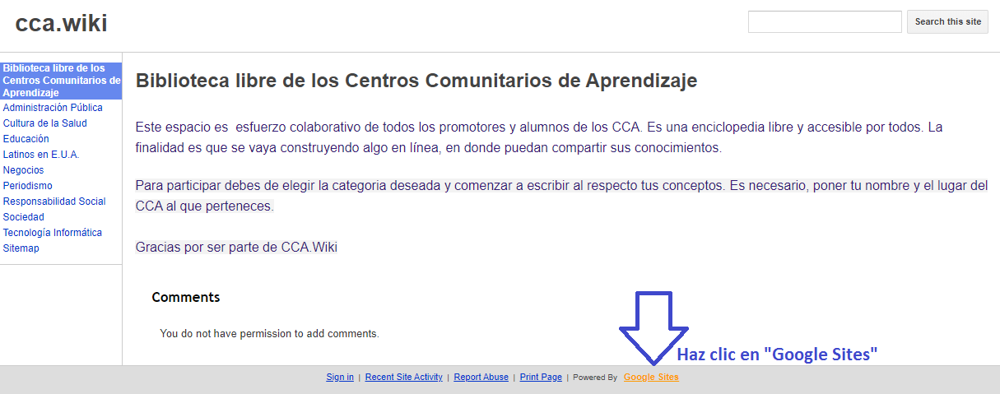 cca.wiki
Search this site
Biblioteca libre de los
Centros Comunitarios de
Aprendizaje
Administración Pública
Cultura de la Salud
Educación
Latinos en E.U.A.
Negocios
Periodismo
Responsabilidad Social
Sociedad
Tecnología Informática
Sitemap
Biblioteca libre de los Centros Comunitarios de Aprendizaje
Este espacio es  esfuerzo colaborativo de todos los promotores y alumnos de los CCA. Es una enciclopedia libre y accesible por todos. La
finalidad es que se vaya construyendo algo en línea, en donde puedan compartir sus conocimientos.
Para participar debes de elegir la categoria deseada y comenzar a escribir al respecto tus conceptos. Es necesario, poner tu nombre y el lugar del
CCA al que perteneces.
Gracias por ser parte de CCA.Wiki
Comments
You do not have permission to add comments.
Haz clic en "Google Sites"
Sign in | Recent Site Activity | Report Abuse | Print Page | Powered By Google Sites